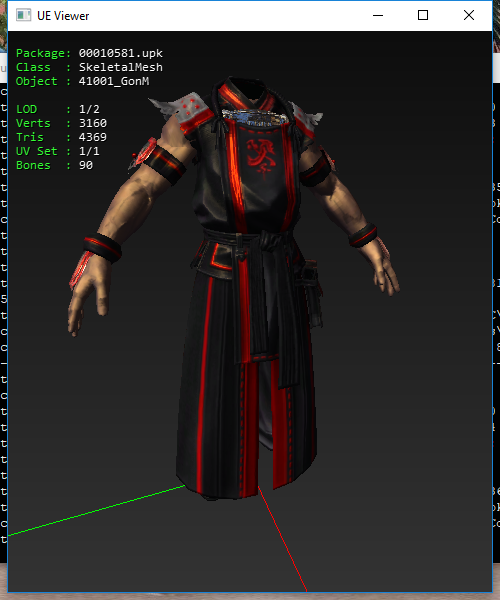 UE Viewer
Package: 00010581.upk
Class : SkeletalMesh
Object : 41001_GonM
LOD : 1/2
Verts : 3160
Tris : 4369
UV Set : 1/1
Bones : 90